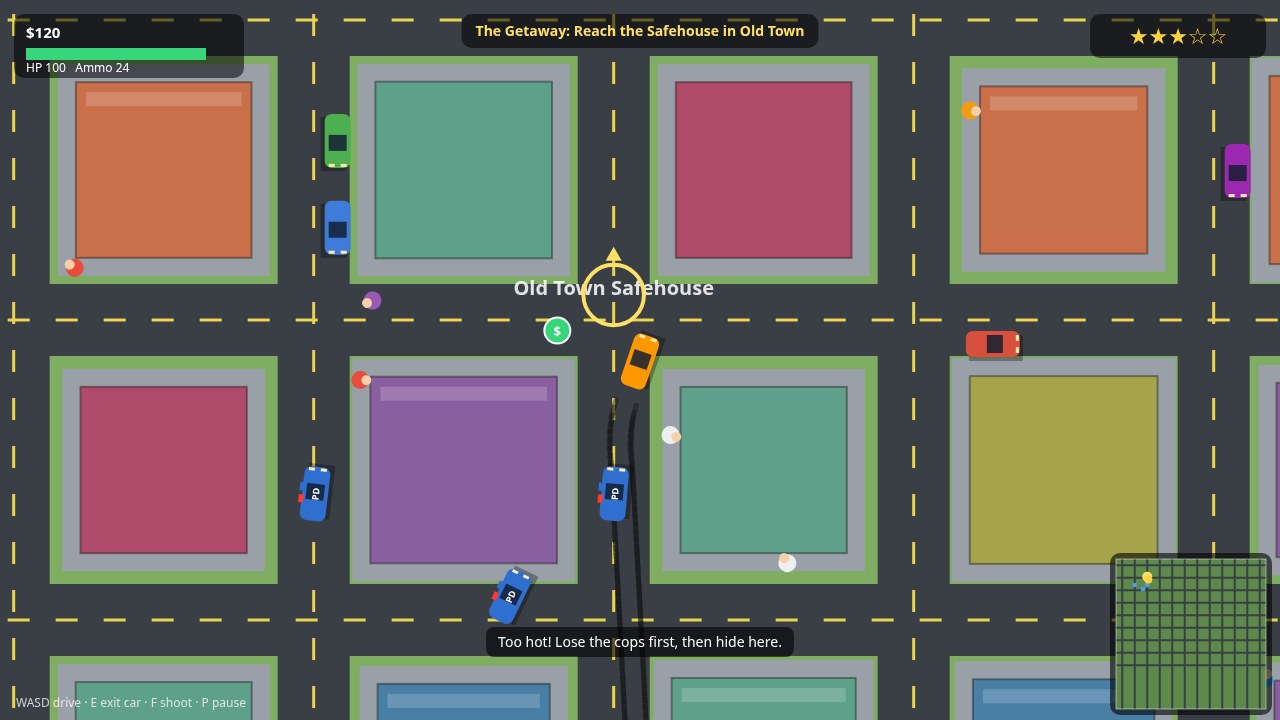 $120
HP 100 Ammo 24
The Getaway: Reach the Safehouse in Old Town
★★★☆☆
Old Town Safehouse
$
PD
PD
PD
Too hot! Lose the cops first, then hide here.
WASD drive · E exit car · F shoot · P pause